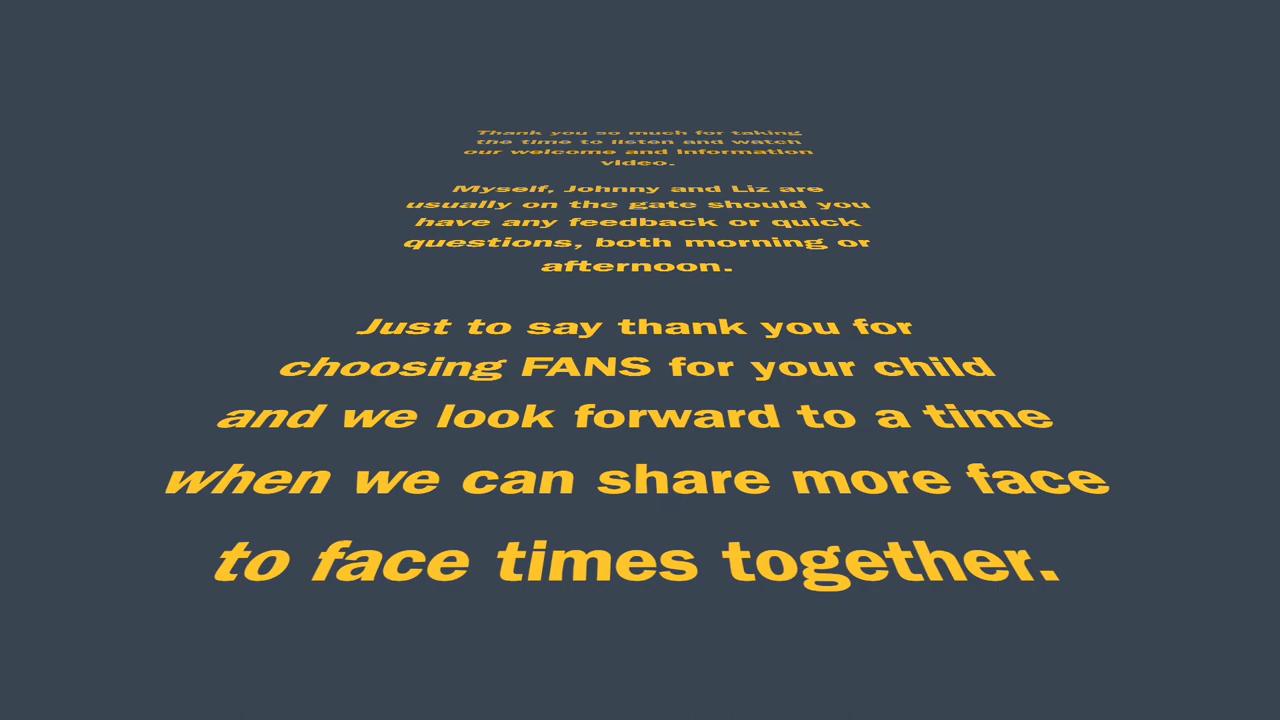 Thank you so much for taking
the time to listen and watch
our welcome and information
video.
Myself, Johnny and Liz are
usually on the gate should you
have any feedback or quick
questions, both morning or
afternoon.
Just to say thank you for
choosing FANS for your child
and we look forward to a time
when we can share more face
to face times together.